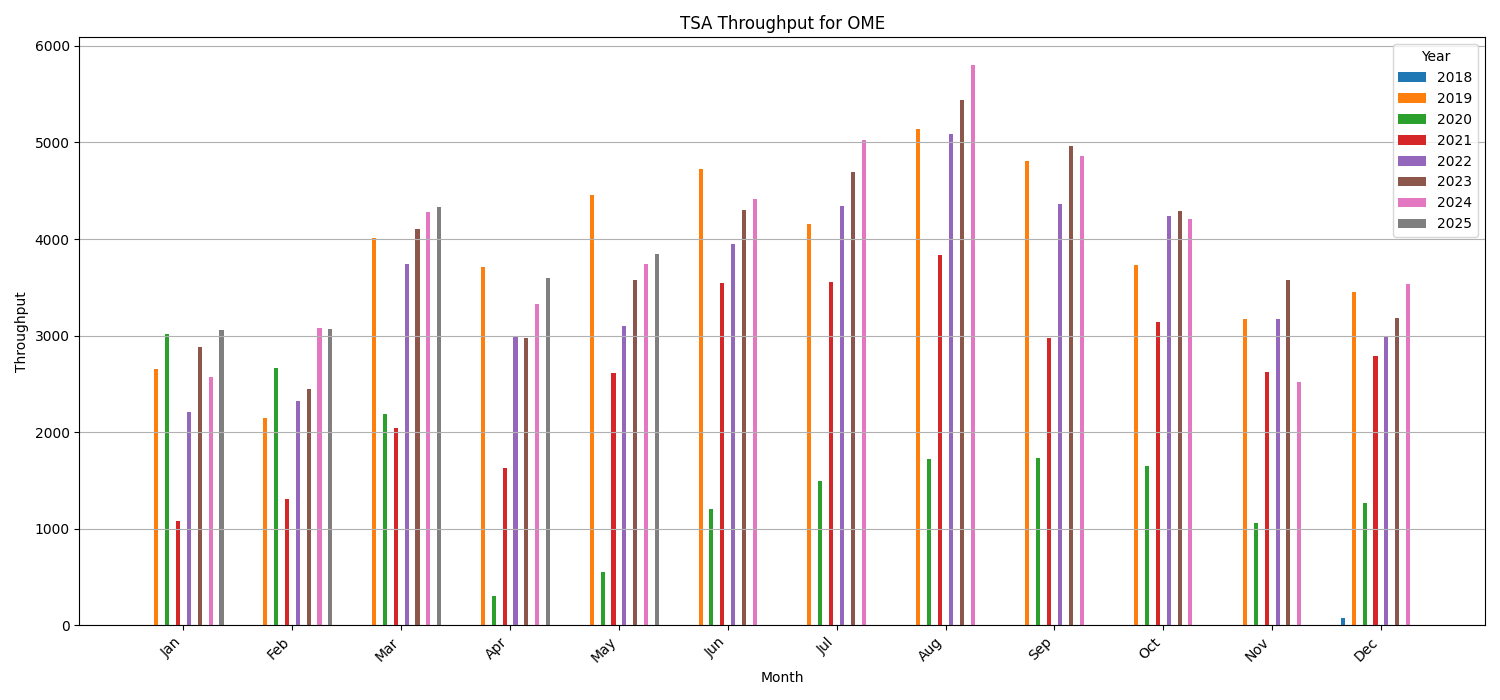 TSA Throughput for OME
6000
5000
4000
3000
2000
1000
0
Throughput
Jan
Feb
Mar
Apr
May
Jun
Jul
Aug
Sep
Oct
Nov
Dec
Month
Year
2018
2019
2020
2021
2022
2023
2024
2025